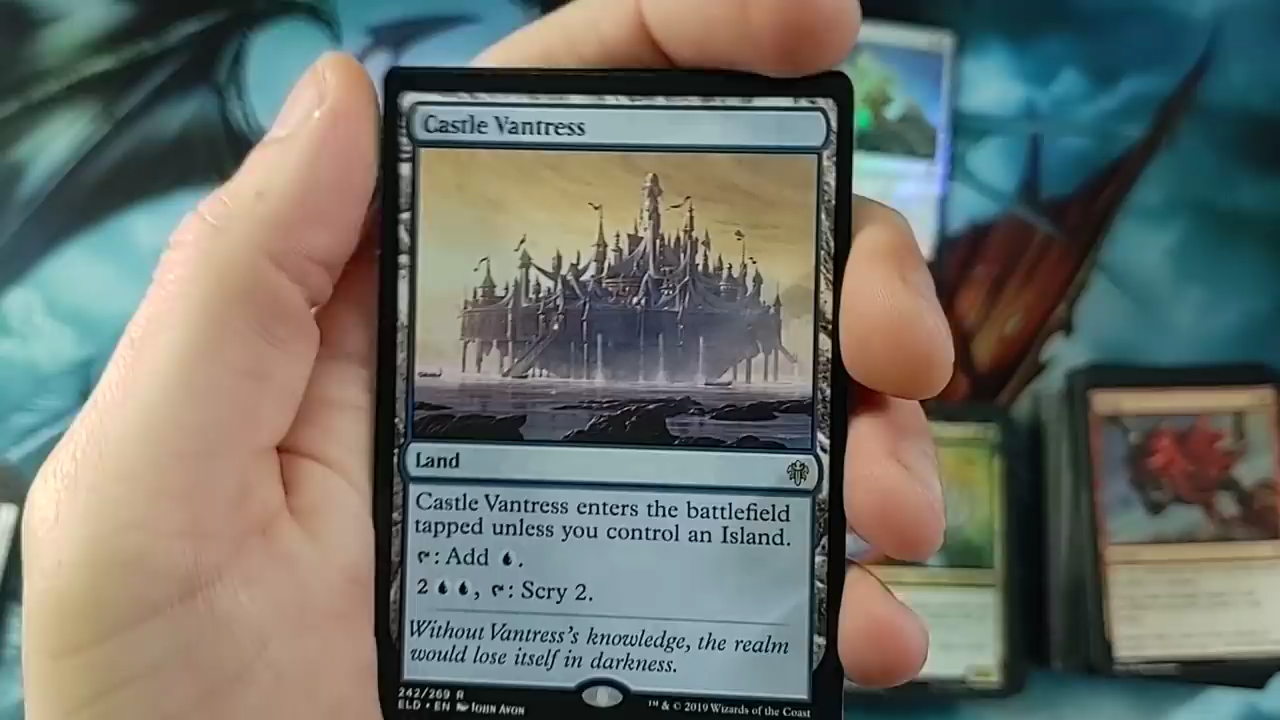 Castle Vantress
Land
Castle Vantress enters the battlefield
tapped unless you control an Island.
: Add .
2 , : Scry 2.
Without Vantress's knowledge, the realm
would lose itself in darkness.
242/269 R
ELD • EN JOHN AVON
™ & © 2019 Wizards of the Coast